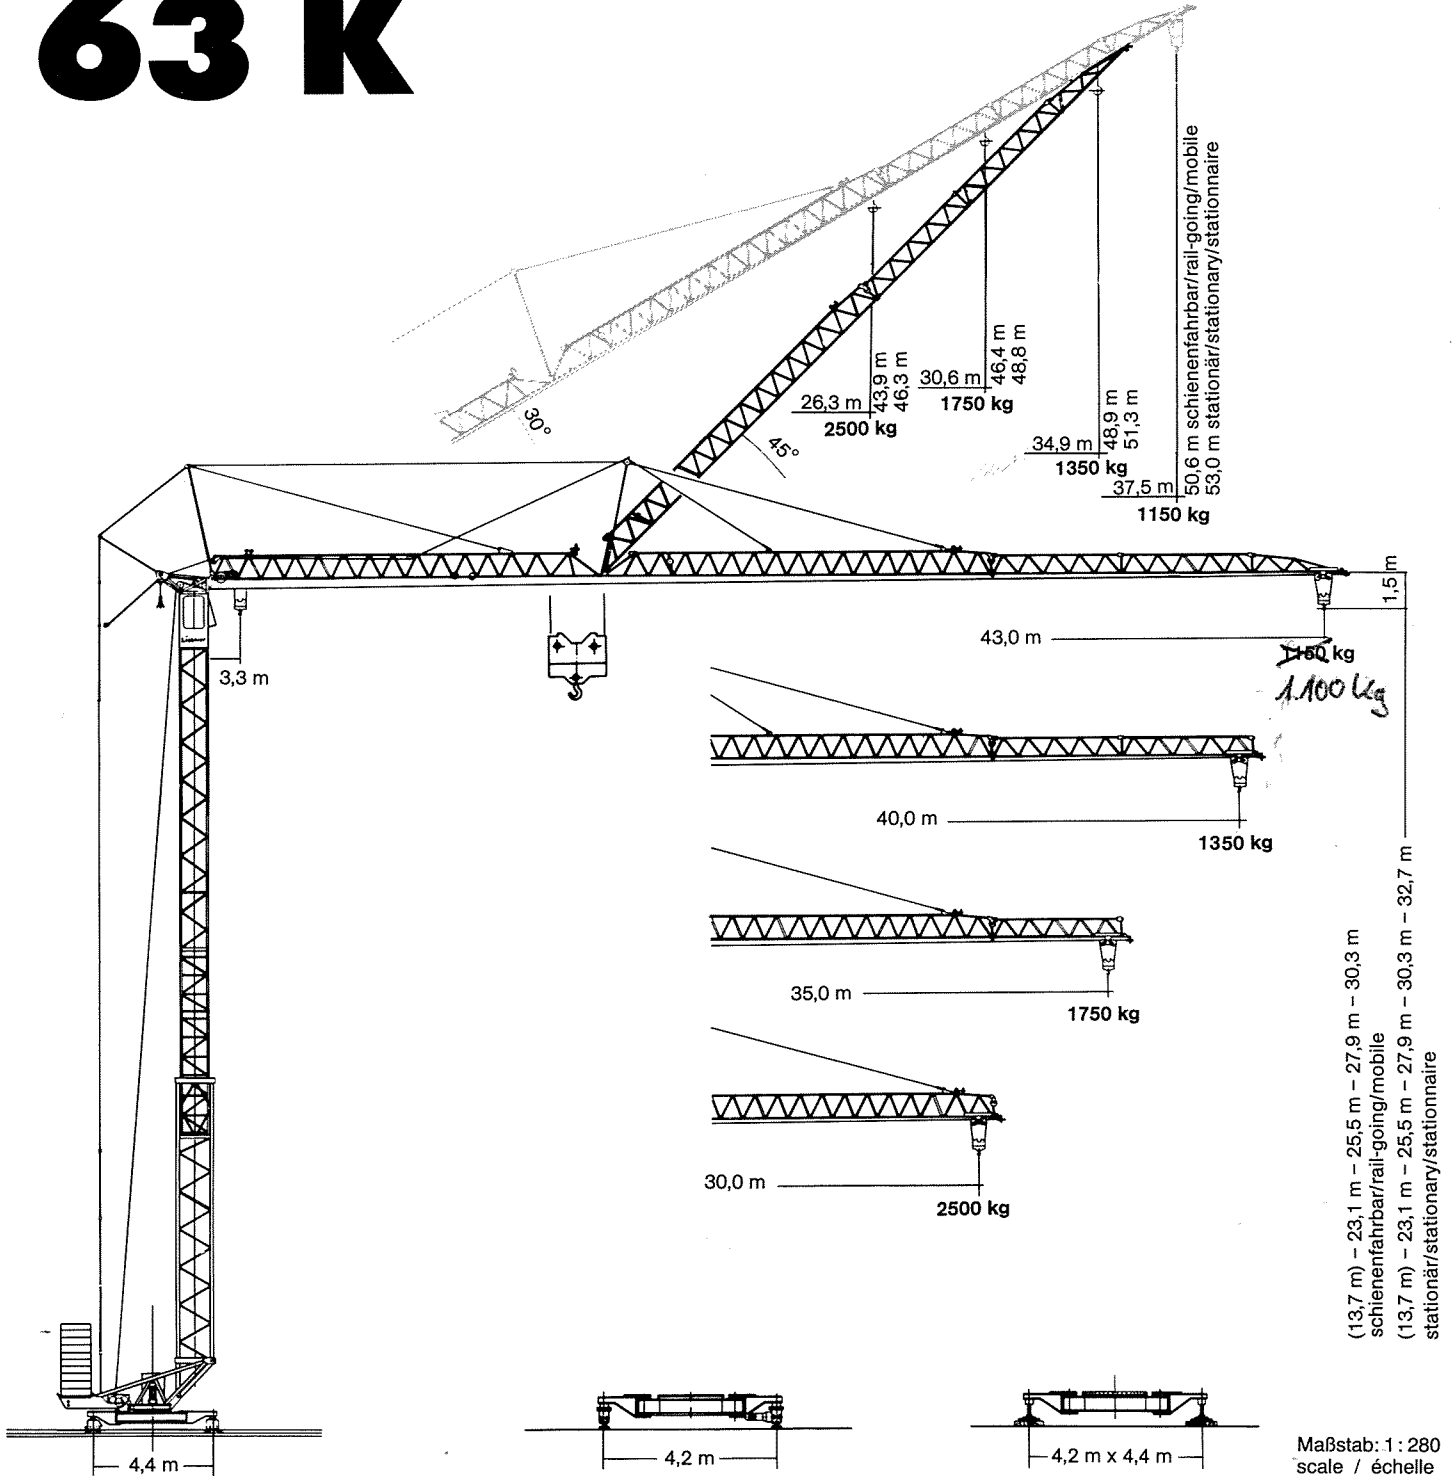 63 K
50,6 m schienenfahrbar/rail-going/mobile
53,0 m stationär/stationary/stationnaire
30°
45°
26,3 m
2500 kg
43,9 m
46,3 m
30,6 m
1750 kg
46,4 m
48,8 m
34,9 m
1350 kg
48,9 m
51,3 m
37,5 m
1150 kg
1,5 m
Liebherr
3,3 m
43,0 m
1150 kg
1.100 kg
40,0 m
1350 kg
35,0 m
1750 kg
30,0 m
2500 kg
(13,7 m) – 23,1 m – 25,5 m – 27,9 m – 30,3 m
schienenfahrbar/rail-going/mobile
(13,7 m) – 23,1 m – 25,5 m – 27,9 m – 30,3 m – 32,7 m
stationär/stationary/stationnaire
4,4 m
4,2 m
4,2 m x 4,4 m
Maßstab: 1 : 280
scale / échelle